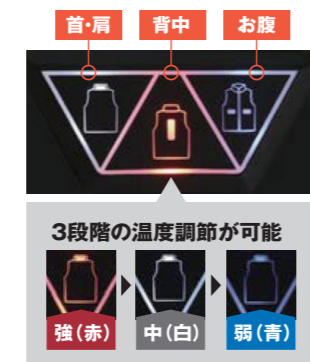 首・肩
背中
お腹
3段階の温度調節が可能
強(赤)
中(白)
弱(青)